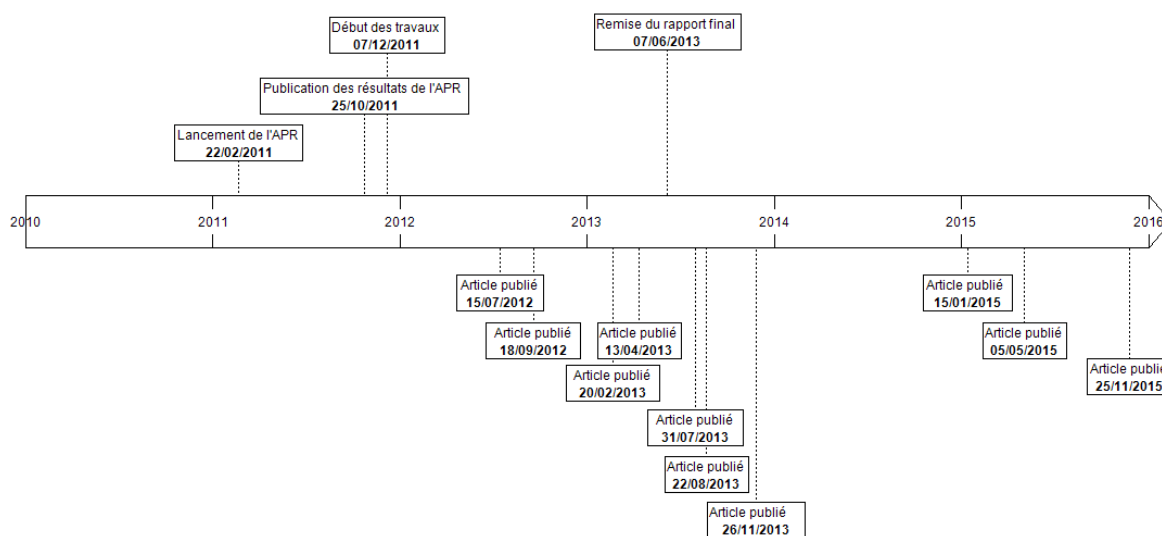 Début des travaux
07/12/2011
Remise du rapport final
07/06/2013
Publication des résultats de l'APR
25/10/2011
Lancement de l'APR
22/02/2011
2010
2011
2012
2013
2014
2015
2016
Article publié
15/07/2012
Article publié
15/01/2015
Article publié
18/09/2012
Article publié
13/04/2013
Article publié
05/05/2015
Article publié
20/02/2013
Article publié
25/11/2015
Article publié
31/07/2013
Article publié
22/08/2013
Article publié
26/11/2013